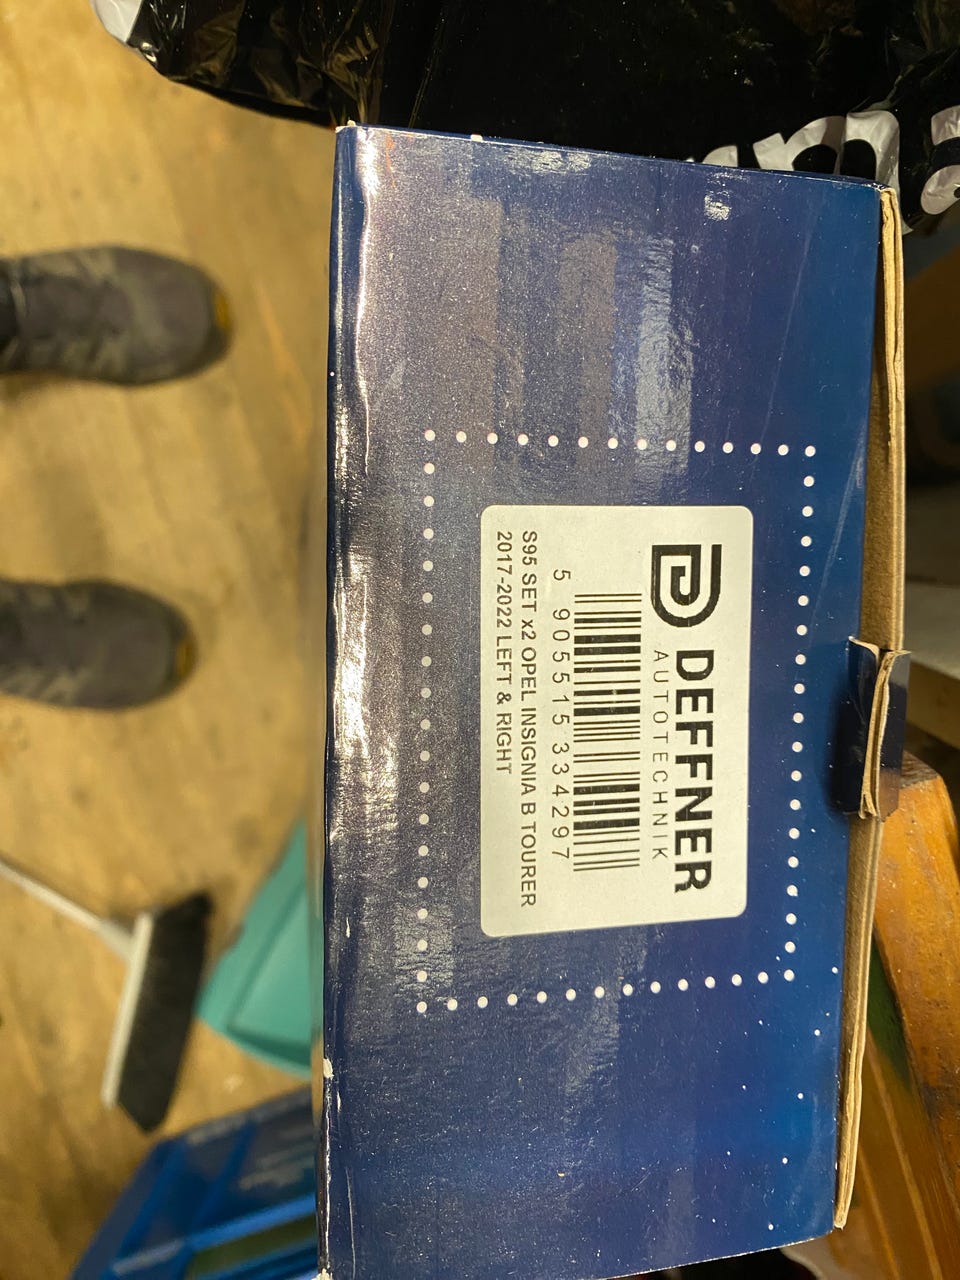 DEFFNER
AUTOTECHNIK
5 905515 334297
S95 SET x2 OPEL INSIGNIA B TOURER
2017-2022 LEFT & RIGHT